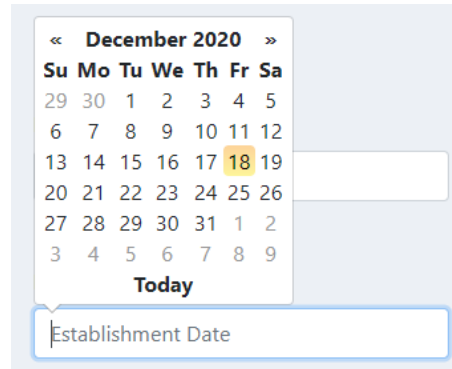 « December 2020 »
Su Mo Tu We Th Fr Sa
29 30 1 2 3 4 5
6 7 8 9 10 11 12
13 14 15 16 17 18 19
20 21 22 23 24 25 26
27 28 29 30 31 1 2
3 4 5 6 7 8 9
Today
Establishment Date